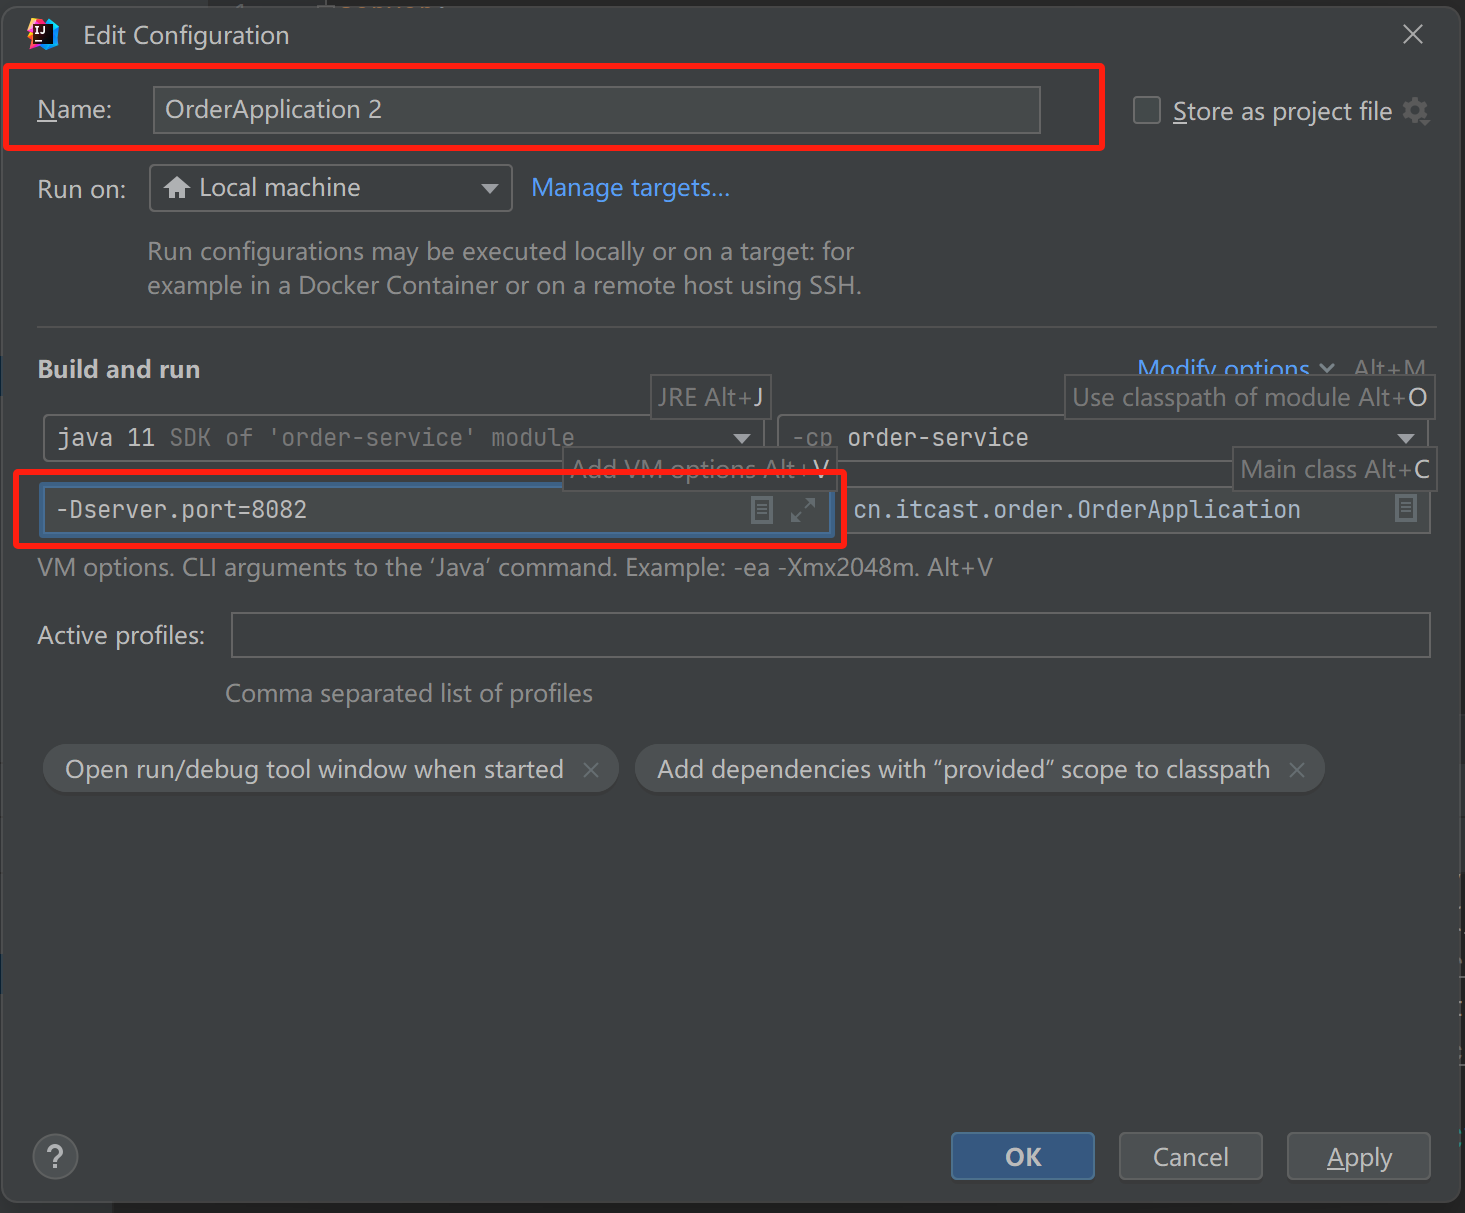 Edit Configuration
Name: OrderApplication 2
Store as project file
Run on: Local machine Manage targets...
Run configurations may be executed locally or on a target: for
example in a Docker Container or on a remote host using SSH.
Build and run
Modify options Alt+M
JRE Alt+J
Use classpath of module Alt+O
java 11 SDK of 'order-service' module
-cp order-service
Add VM options Alt+V
Main class Alt+C
-Dserver.port=8082
cn.itcast.order.OrderApplication
VM options. CLI arguments to the ‘Java’ command. Example: -ea -Xmx2048m. Alt+V
Active profiles:
Comma separated list of profiles
Open run/debug tool window when started
Add dependencies with “provided” scope to classpath
?
OK
Cancel
Apply